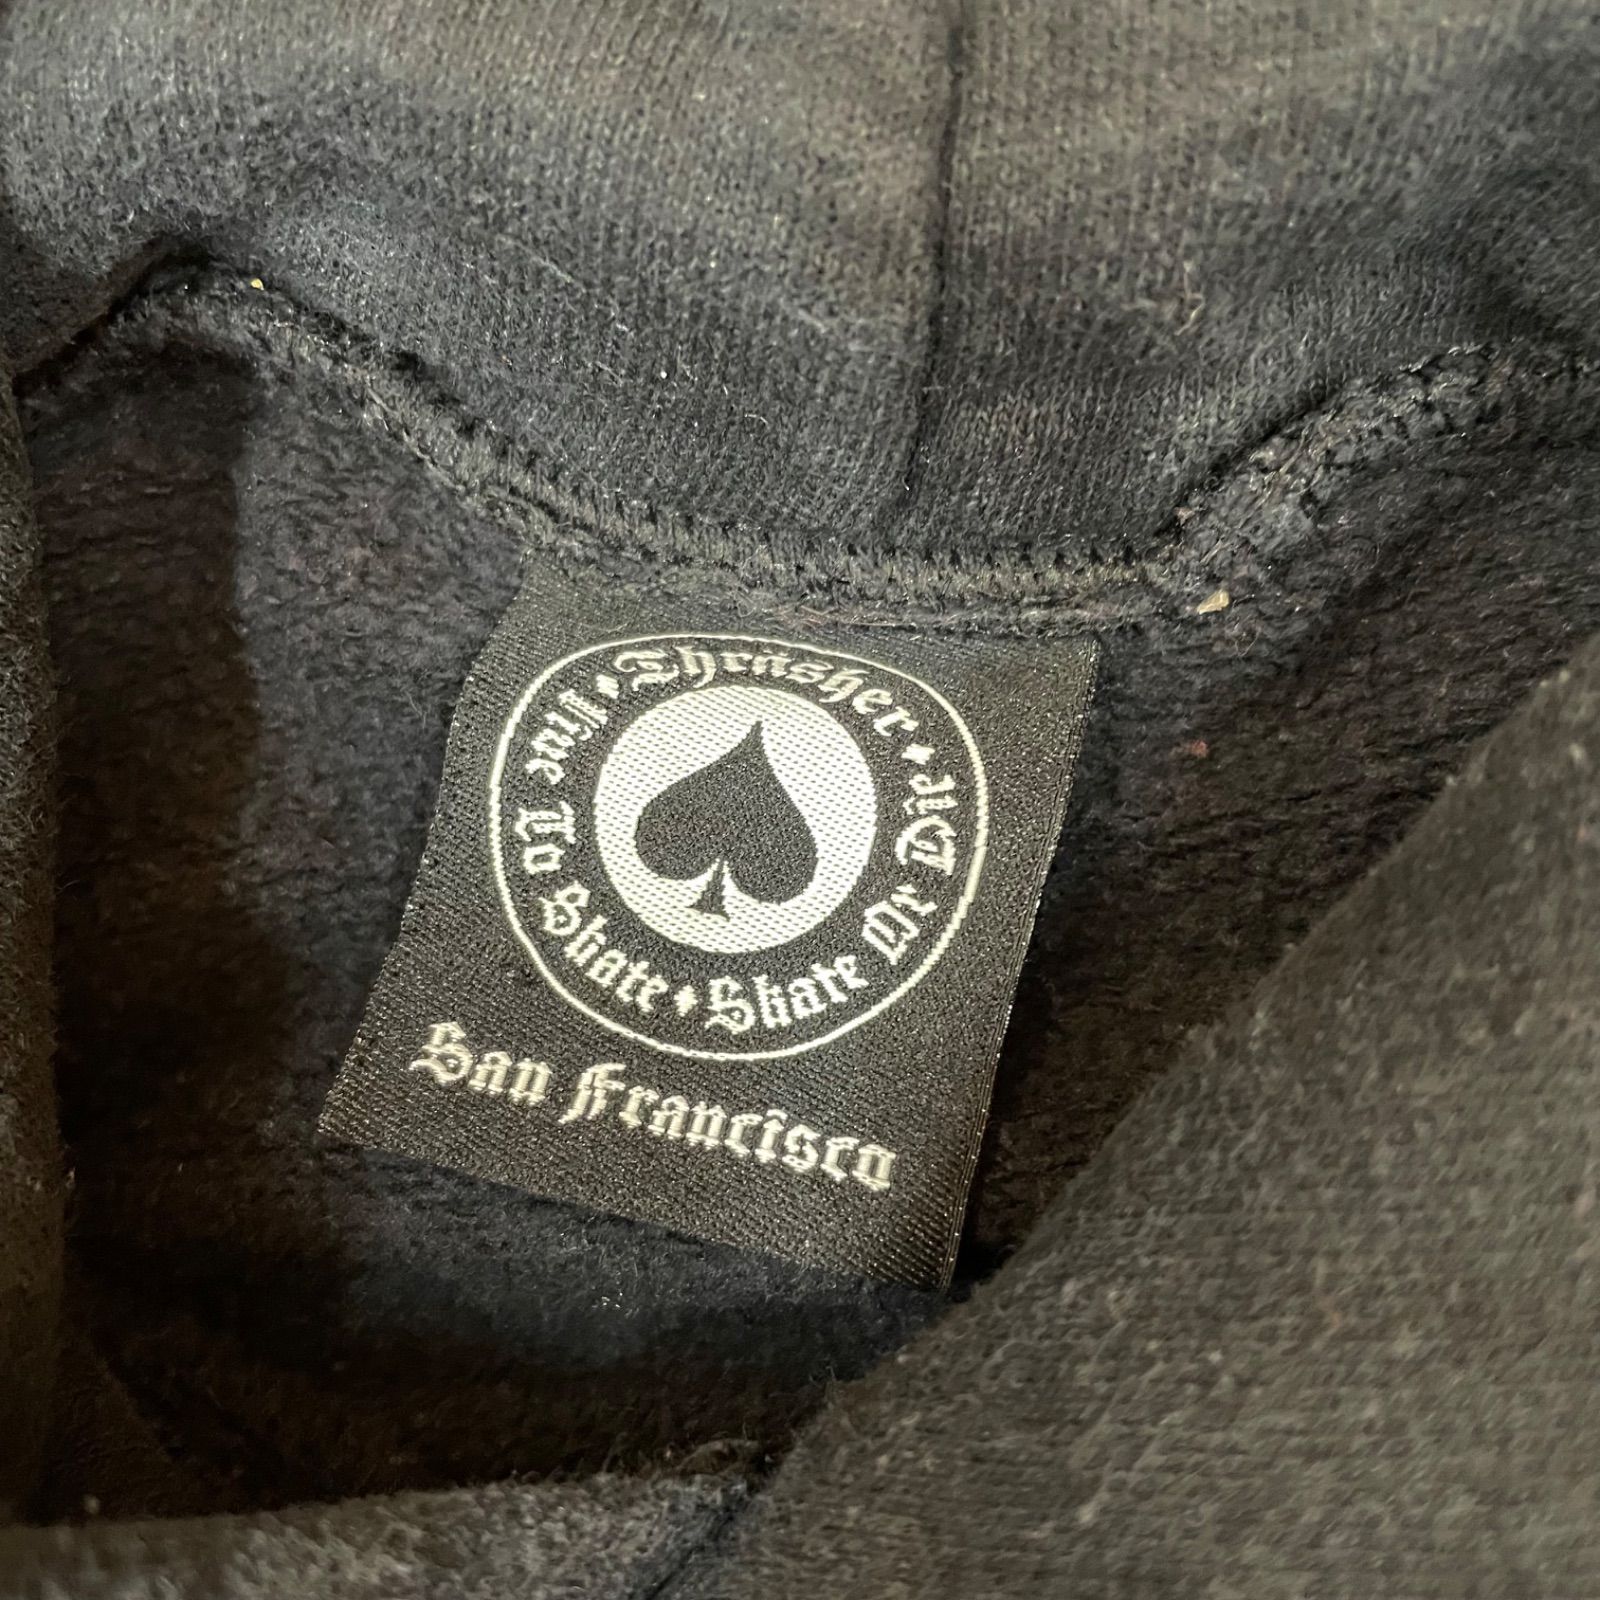 Thrasher • Live To Skate • Skate Or Die
San Francisco